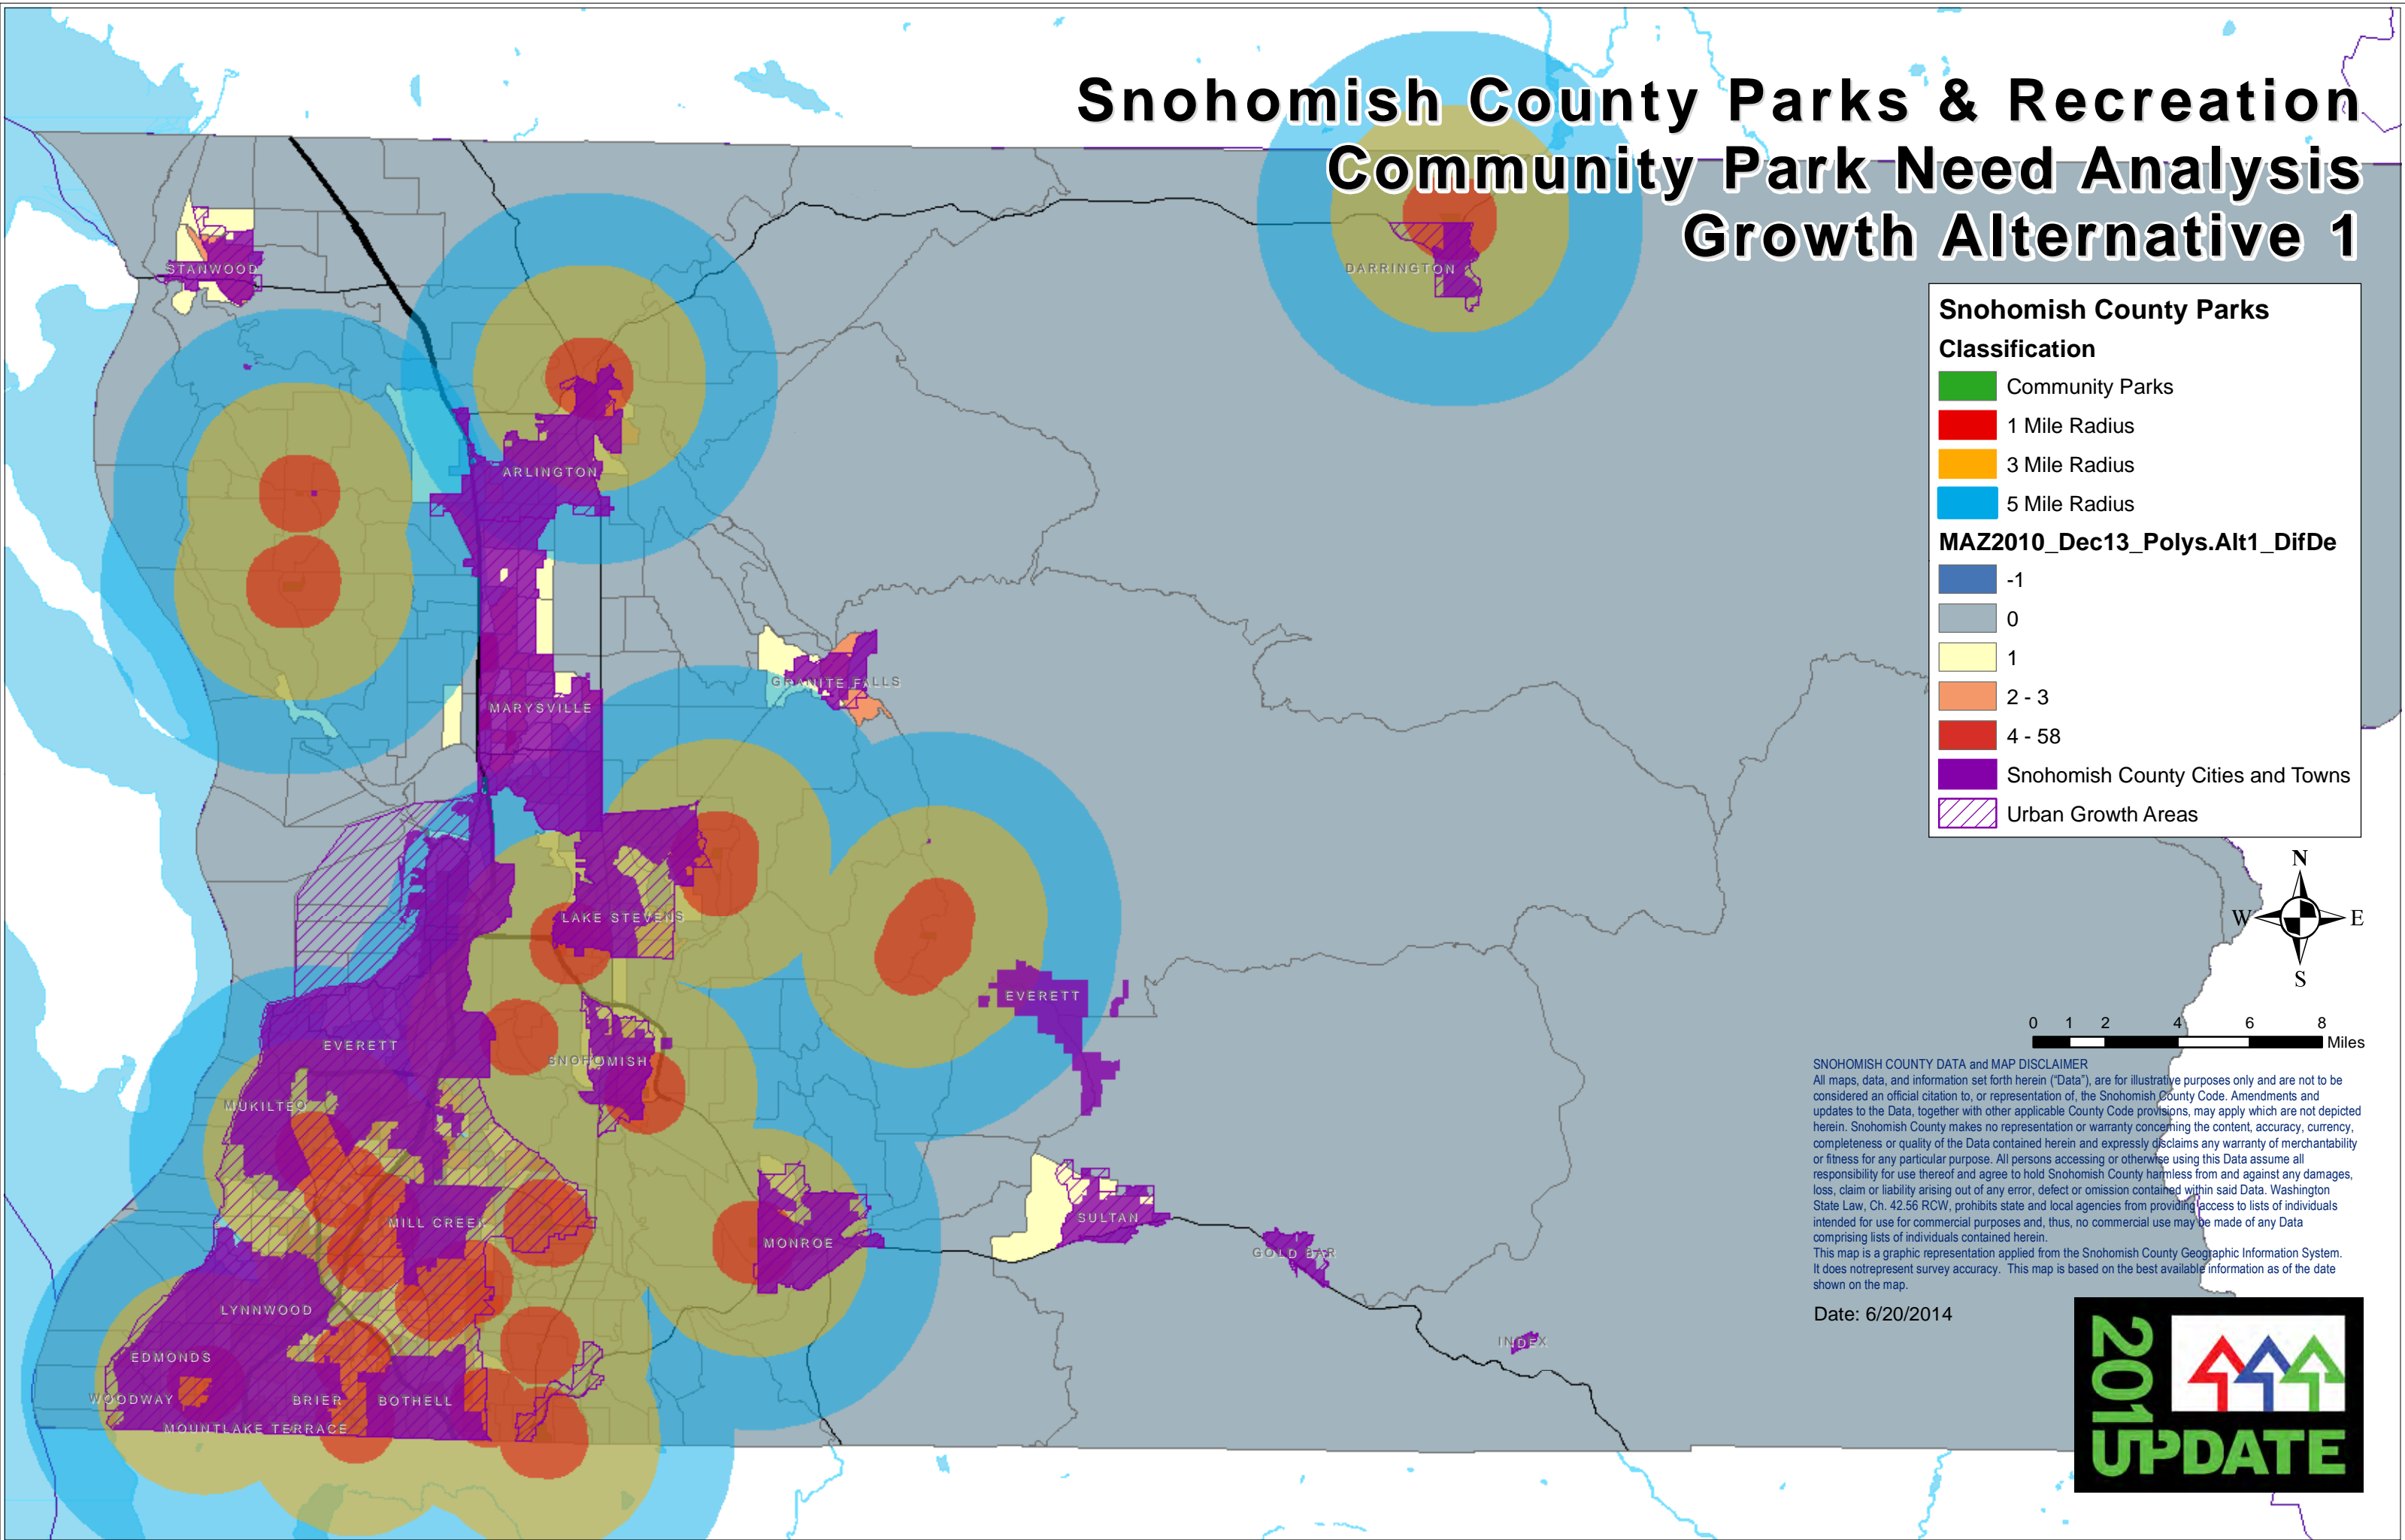 Snohomish County Parks & Recreation
Community Park Need Analysis
Growth Alternative 1
STANWOOD
DARRINGTON
ARLINGTON
GRANITE FALLS
MARYSVILLE
LAKE STEVENS
EVERETT
EVERETT
SNOHOMISH
MUKILTEO
MILL CREEK
SULTAN
MONROE
GOLD BAR
LYNNWOOD
INDEX
EDMONDS
WOODWAY
BRIER
BOTHELL
MOUNTLAKE TERRACE
Snohomish County Parks
Classification
Community Parks
1 Mile Radius
3 Mile Radius
5 Mile Radius
MAZ2010_Dec13_Polys.Alt1_DifDe
-1
0
1
2 - 3
4 - 58
Snohomish County Cities and Towns
Urban Growth Areas
N
W E
S
0 1 2 4 6 8
Miles
SNOHOMISH COUNTY DATA and MAP DISCLAIMER
All maps, data, and information set forth herein (“Data”), are for illustrative purposes only and are not to be
considered an official citation to, or representation of, the Snohomish County Code. Amendments and
updates to the Data, together with other applicable County Code provisions, may apply which are not depicted
herein. Snohomish County makes no representation or warranty concerning the content, accuracy, currency,
completeness or quality of the Data contained herein and expressly disclaims any warranty of merchantability
or fitness for any particular purpose. All persons accessing or otherwise using this Data assume all
responsibility for use thereof and agree to hold Snohomish County harmless from and against any damages,
loss, claim or liability arising out of any error, defect or omission contained within said Data. Washington
State Law, Ch. 42.56 RCW, prohibits state and local agencies from providing access to lists of individuals
intended for use for commercial purposes and, thus, no commercial use may be made of any Data
comprising lists of individuals contained herein.
This map is a graphic representation applied from the Snohomish County Geographic Information System.
It does notrepresent survey accuracy. This map is based on the best available information as of the date
shown on the map.
Date: 6/20/2014
201
UPDATE